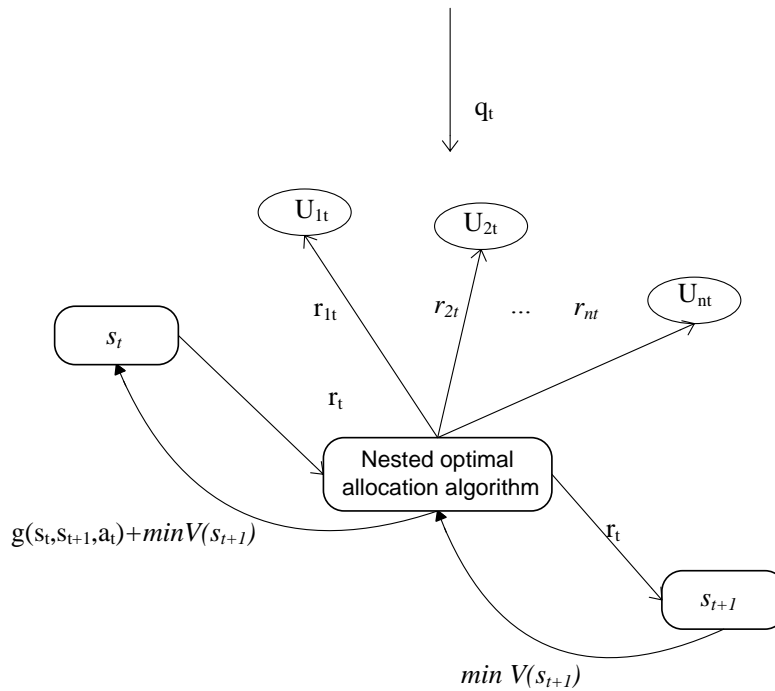 q_t
U_1t
U_2t
U_nt
r_1t
r_2t
...
r_nt
s_t
r_t
Nested optimal
allocation algorithm
g(s_t,s_t+1,a_t)+minV(s_t+1)
r_t
s_t+1
min V(s_t+1)